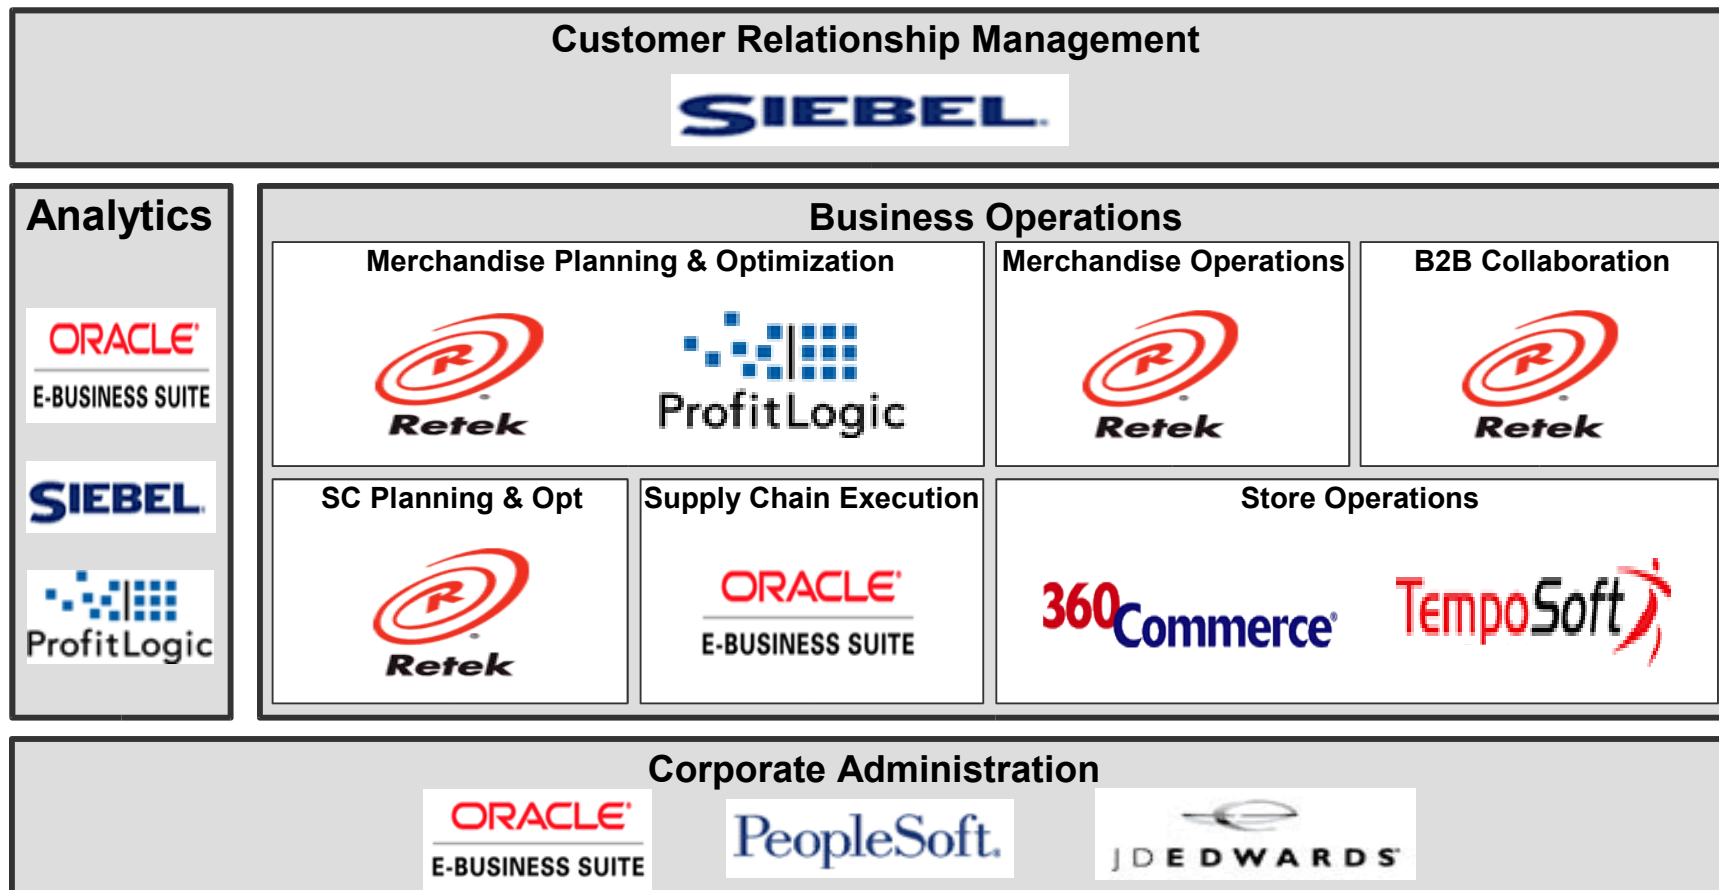 Customer Relationship Management
SIEBEL.
Analytics
ORACLE®
E-BUSINESS SUITE
SIEBEL.
ProfitLogic
Business Operations
Merchandise Planning & Optimization
R
Retek
ProfitLogic
Merchandise Operations
R
Retek
B2B Collaboration
R
Retek
SC Planning & Opt
R
Retek
Supply Chain Execution
ORACLE®
E-BUSINESS SUITE
Store Operations
360Commerce®
TempoSoft
Corporate Administration
ORACLE®
E-BUSINESS SUITE
PeopleSoft.
JDEDWARDS